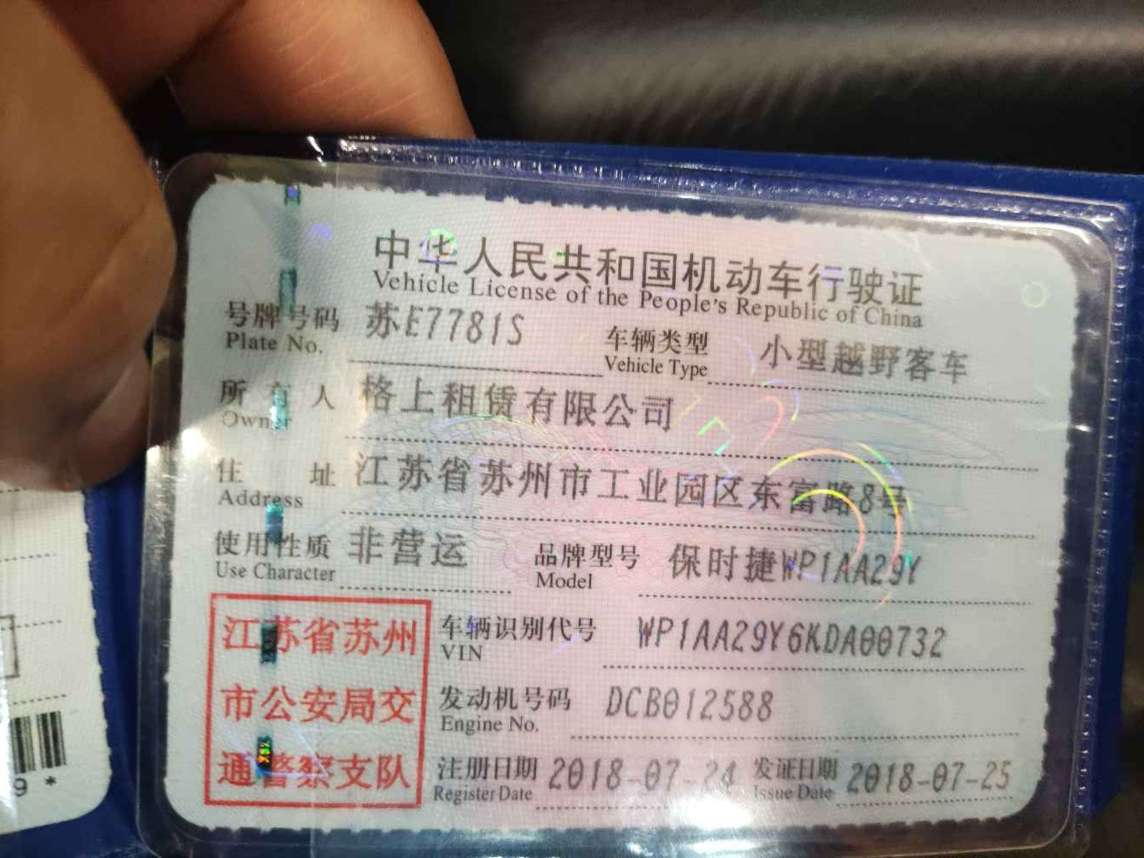 中华人民共和国机动车行驶证
Vehicle License of the People's Republic of China
号牌号码 苏E7781S 车辆类型 小型越野客车
Plate No. Vehicle Type
所有人 格上租赁有限公司
Owner
住址 江苏省苏州市工业园区东富路8号
Address
使用性质 非营运 品牌型号 保时捷WP1AA29Y
Use Character Model
江苏省苏州
市公安局交
通警察支队
车辆识别代号 WP1AA29Y6KDA00732
VIN
发动机号码 DCB012588
Engine No.
注册日期 2018-07-24 发证日期 2018-07-25
Register Date Issue Date
9*